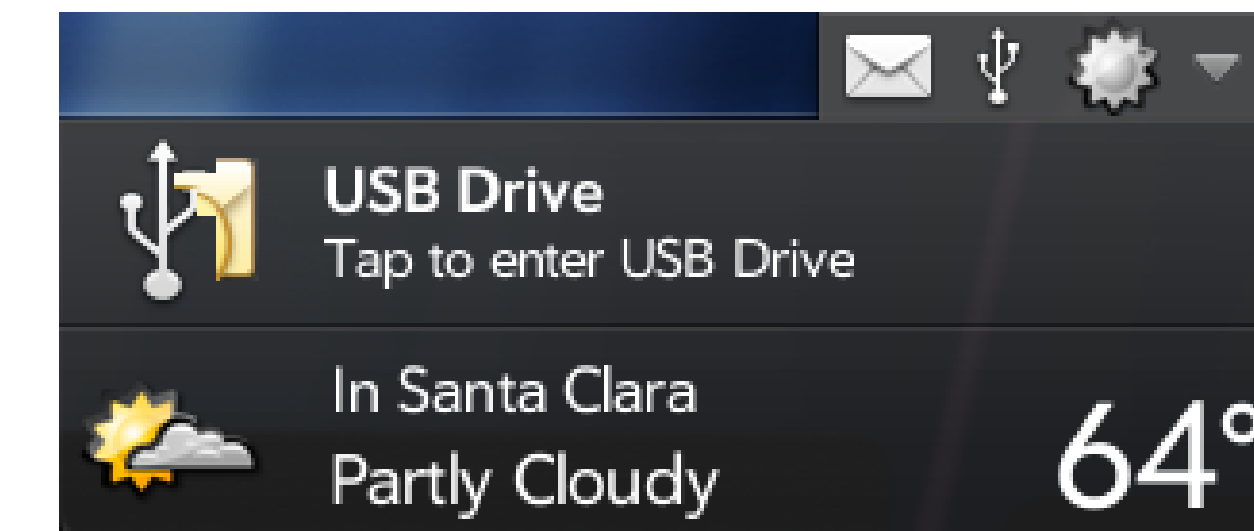 USB Drive
Tap to enter USB Drive
In Santa Clara
Partly Cloudy
64°